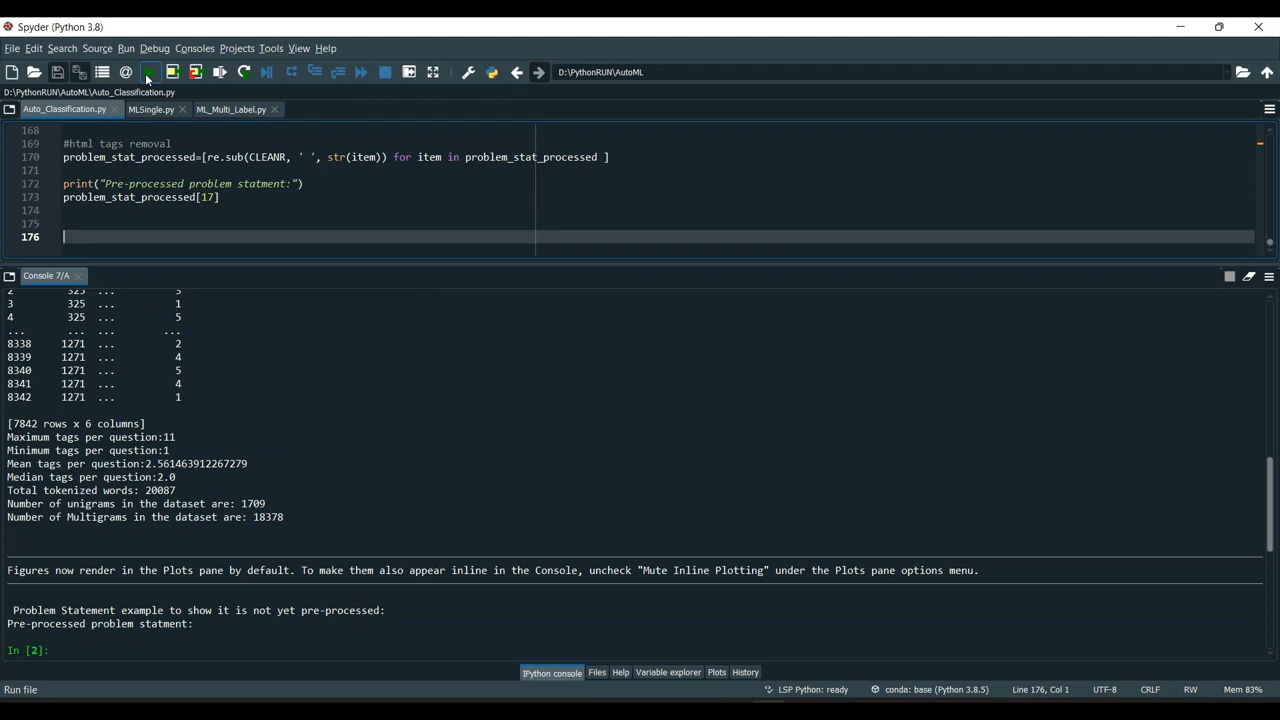 Spyder (Python 3.8)
File Edit Search Source Run Debug Consoles Projects Tools View Help
D:\PythonRUN\AutoML
D:\PythonRUN\AutoML\Auto_Classification.py
Auto_Classification.py MLSingle.py ML_Multi_Label.py
168
169 #html tags removal
170 problem_stat_processed=[re.sub(CLEANR, ' ', str(item)) for item in problem_stat_processed ]
171
172 print("Pre-processed problem statment:")
173 problem_stat_processed[17]
174
175
176
Console 7/A
2 325 ... 3
3 325 ... 1
4 325 ... 5
... ... ... ...
8338 1271 ... 2
8339 1271 ... 4
8340 1271 ... 5
8341 1271 ... 4
8342 1271 ... 1
[7842 rows x 6 columns]
Maximum tags per question:11
Minimum tags per question:1
Mean tags per question:2.561463912267279
Median tags per question:2.0
Total tokenized words: 20087
Number of unigrams in the dataset are: 1709
Number of Multigrams in the dataset are: 18378
Figures now render in the Plots pane by default. To make them also appear inline in the Console, uncheck "Mute Inline Plotting" under the Plots pane options menu.
Problem Statement example to show it is not yet pre-processed:
Pre-processed problem statment:
In [2]:
IPython console Files Help Variable explorer Plots History
Run file LSP Python: ready conda: base (Python 3.8.5) Line 176, Col 1 UTF-8 CRLF RW Mem 83%